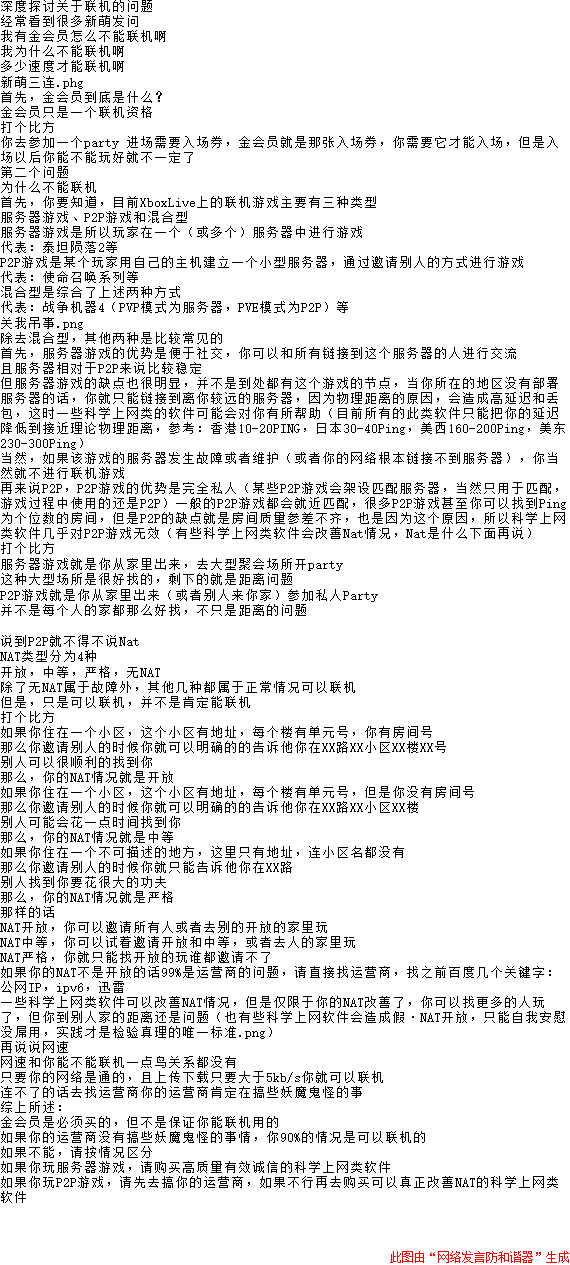 深度探讨关于联机的问题
经常看到很多新萌发问
我有金会员怎么不能联机啊
我为什么不能联机啊
多少速度才能联机啊
新萌三连.phg
首先，金会员到底是什么?
金会员只是一个联机资格
打个比方
你去参加一个party 进场需要入场券，金会员就是那张入场券，你需要它才能入场，但是入
场以后你能不能玩好就不一定了
第二个问题
为什么不能联机
首先，你要知道，目前XboxLive上的联机游戏主要有三种类型
服务器游戏、P2P游戏和混合型
服务器游戏是所以玩家在一个（或多个）服务器中进行游戏
代表：泰坦陨落2等
P2P游戏是某个玩家用自己的主机建立一个小型服务器，通过邀请别人的方式进行游戏
代表：使命召唤系列等
混合型是综合了上述两种方式
代表：战争机器4（PVP模式为服务器，PVE模式为P2P）等
关我吊事.png
除去混合型，其他两种是比较常见的
首先，服务器游戏的优势是便于社交，你可以和所有链接到这个服务器的人进行交流
且服务器相对于P2P来说比较稳定
但服务器游戏的缺点也很明显，并不是到处都有这个游戏的节点，当你所在的地区没有部署
服务器的话，你就只能链接到离你较远的服务器，因为物理距离的原因，会造成高延迟和丢
包，这时一些科学上网类的软件可能会对你有所帮助（目前所有的此类软件只能把你的延迟
降低到接近理论物理距离，参考：香港10-20PING，日本30-40Ping，美西160-200Ping，美东
230-300Ping）
当然，如果该游戏的服务器发生故障或者维护（或者你的网络根本链接不到服务器），你当
然就不进行联机游戏
再来说P2P，P2P游戏的优势是完全私人（某些P2P游戏会架设匹配服务器，当然只用于匹配，
游戏过程中使用的还是P2P）一般的P2P游戏都会就近匹配，很多P2P游戏甚至你可以找到Ping
为个位数的房间，但是P2P的缺点就是房间质量参差不齐，也是因为这个原因，所以科学上网
类软件几乎对P2P游戏无效（有些科学上网类软件会改善Nat情况，Nat是什么下面再说）
打个比方
服务器游戏就是你从家里出来，去大型聚会场所开party
这种大型场所是很好找的，剩下的就是距离问题
P2P游戏就是你从家里出来（或者别人来你家）参加私人Party
并不是每个人的家都那么好找，不只是距离的问题
说到P2P就不得不说Nat
NAT类型分为4种
开放，中等，严格，无NAT
除了无NAT属于故障外，其他几种都属于正常情况可以联机
但是，只是可以联机，并不是肯定能联机
打个比方
如果你住在一个小区，这个小区有地址，每个楼有单元号，你有房间号
那么你邀请别人的时候你就可以明确的的告诉他你在XX路XX小区XX楼XX号
别人可以很顺利的找到你
那么，你的NAT情况就是开放
如果你住在一个小区，这个小区有地址，每个楼有单元号，但是你没有房间号
那么你邀请别人的时候你就可以明确的的告诉他你在XX路XX小区XX楼
别人可能会花一点时间找到你
那么，你的NAT情况就是中等
如果你住在一个不可描述的地方，这里只有地址，连小区名都没有
那么你邀请别人的时候你就只能告诉他你在XX路
别人找到你要花很大的功夫
那么，你的NAT情况就是严格
那样的话
NAT开放，你可以邀请所有人或者去别的开放的家里玩
NAT中等，你可以试着邀请开放和中等，或者去人的家里玩
NAT严格，你就只能找开放的玩谁都邀请不了
如果你的NAT不是开放的话99%是运营商的问题，请直接找运营商，找之前百度几个关键字：
公网IP，ipv6，迅雷
一些科学上网类软件可以改善NAT情况，但是仅限于你的NAT改善了，你可以找更多的人玩
了，但你到别人家的距离还是问题（也有些科学上网软件会造成假·NAT开放，只能自我安慰
没屌用，实践才是检验真理的唯一标准.png）
再说说网速
网速和你能不能联机一点鸟关系都没有
只要你的网络是通的，且上传下载只要大于5kb/s你就可以联机
连不了的话去找运营商你的运营商肯定在搞些妖魔鬼怪的事
综上所述：
金会员是必须买的，但不是保证你能联机用的
如果你的运营商没有搞些妖魔鬼怪的事情，你90%的情况是可以联机的
如果不能，请按情况区分
如果你玩服务器游戏，请购买高质量有效诚信的科学上网类软件
如果你玩P2P游戏，请先去搞你的运营商，如果不行再去购买可以真正改善NAT的科学上网类
软件
此图由“网络发言防和谐器”生成